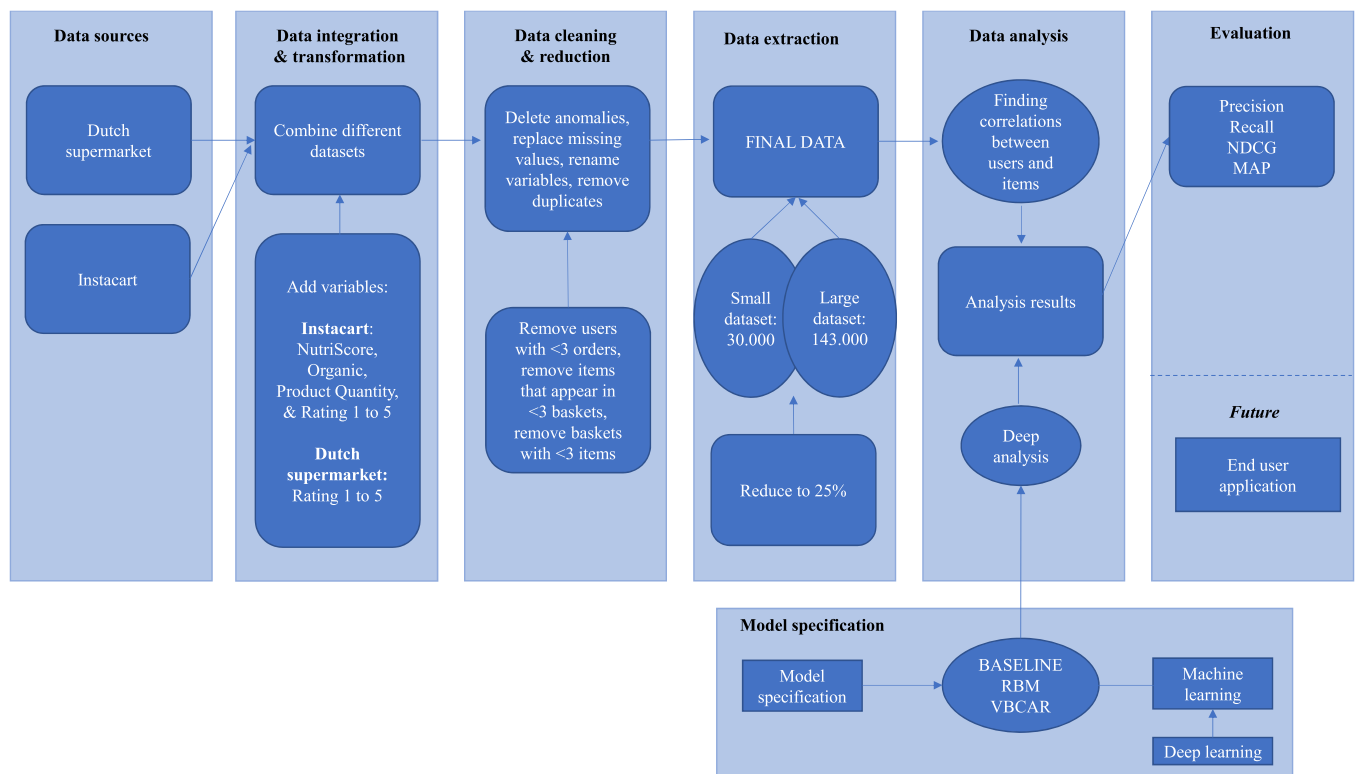 Data sources
Dutch
supermarket
Instacart
Data integration
& transformation
Combine different
datasets
Add variables:
Instacart:
NutriScore,
Organic,
Product Quantity,
& Rating 1 to 5
Dutch
supermarket:
Rating 1 to 5
Data cleaning
& reduction
Delete anomalies,
replace missing
values, rename
variables, remove
duplicates
Remove users
with <3 orders,
remove items
that appear in
<3 baskets,
remove baskets
with <3 items
Data extraction
FINAL DATA
Small
dataset:
30.000
Large
dataset:
143.000
Reduce to 25%
Data analysis
Finding
correlations
between
users and
items
Analysis results
Deep
analysis
Evaluation
Precision
Recall
NDCG
MAP
Future
End user
application
Model specification
Model
specification
BASELINE
RBM
VBCAR
Machine
learning
Deep learning